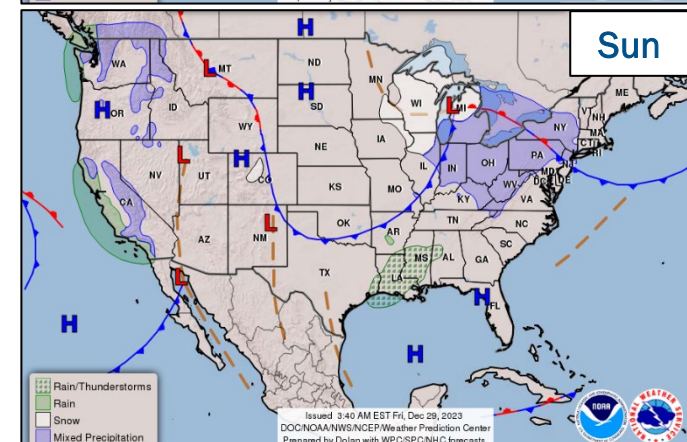 Sun
H
WA
L MT
ND
MN
ME
H OR
ID
H
SD
WI
L MI
VT
NH
WY
NY
MA
CT RI
IA
PA
NJ
NV
L
UT
H
CO
NE
IL
IN
OH
MD
DC DE
WV
VA
CA
KS
MO
KY
AZ
NM
L
OK
AR
TN
NC
SC
MS
AL
GA
LA
TX
L
H
FL
H
H
Rain/Thunderstorms
Rain
Snow
Mixed Precipitation
Issued 3:40 AM EST Fri, Dec 29, 2023
DOC/NOAA/NWS/NCEP/Weather Prediction Center
Prepared by Dolan with WPC/SPC/NHC forecasts
NOAA